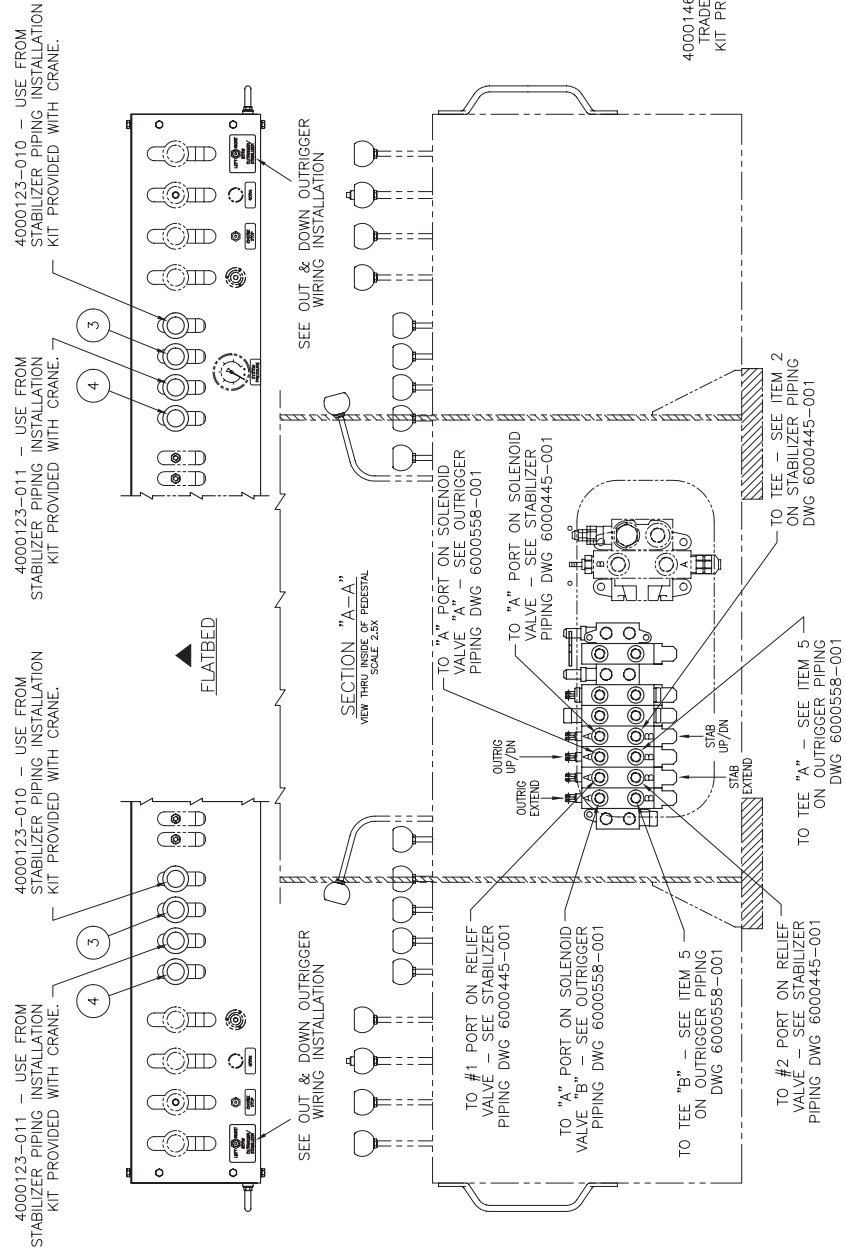 4000123-011 – USE FROM
STABILIZER PIPING INSTALLATION
KIT PROVIDED WITH CRANE.
4000123-010 – USE FROM
STABILIZER PIPING INSTALLATION
KIT PROVIDED WITH CRANE.
4000123-011 – USE FROM
STABILIZER PIPING INSTALLATION
KIT PROVIDED WITH CRANE.
4000123-010 – USE FROM
STABILIZER PIPING INSTALLATION
KIT PROVIDED WITH CRANE.
4
3
4
3
FLATBED
SEE OUT & DOWN OUTRIGGER
WIRING INSTALLATION
SEE OUT & DOWN OUTRIGGER
WIRING INSTALLATION
SECTION "A–A"
VIEW THRU INSIDE OF PEDESTAL
SCALE 2.5X
TO "A" PORT ON SOLENOID
VALVE "A" – SEE OUTRIGGER
PIPING DWG 6000558–001
TO "A" PORT ON SOLENOID
VALVE – SEE STABILIZER
PIPING DWG 6000445–001
OUTRIG
EXTEND
OUTRIG
UP/DN
STAB
EXTEND
STAB
UP/DN
A
A
A
A
B
B
B
B
B
A
TO #1 PORT ON RELIEF
VALVE – SEE STABILIZER
PIPING DWG 6000445–001
TO "A" PORT ON SOLENOID
VALVE "B" – SEE OUTRIGGER
PIPING DWG 6000558–001
TO TEE "B" – SEE ITEM 5
ON OUTRIGGER PIPING
DWG 6000558–001
TO #2 PORT ON RELIEF
VALVE – SEE STABILIZER
PIPING DWG 6000445–001
TO TEE "A" – SEE ITEM 5
ON OUTRIGGER PIPING
DWG 6000558–001
TO TEE – SEE ITEM 2
ON STABILIZER PIPING
DWG 6000445–001
4000146
TRADE
KIT PR